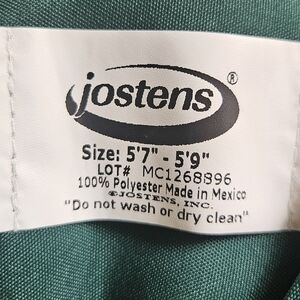 jostens®
Size: 5'7" - 5'9"
LOT# MC1268896
100% Polyester Made in Mexico
©JOSTENS, INC.
"Do not wash or dry clean"